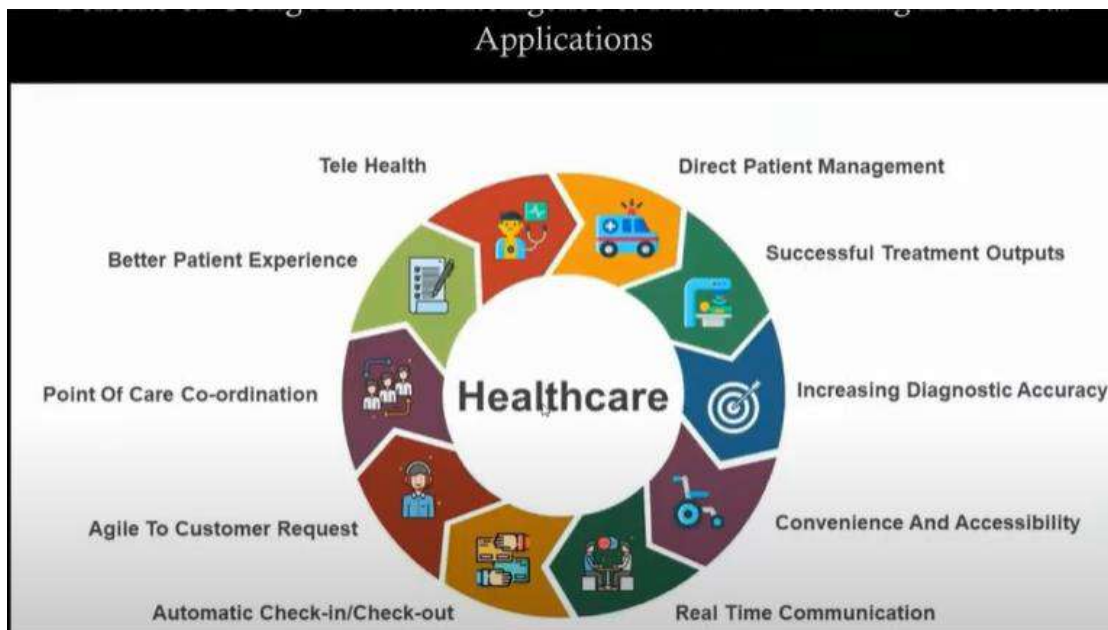 Applications
Tele Health
Direct Patient Management
Better Patient Experience
Successful Treatment Outputs
Point Of Care Co-ordination
Healthcare
Increasing Diagnostic Accuracy
Agile To Customer Request
Convenience And Accessibility
Automatic Check-in/Check-out
Real Time Communication